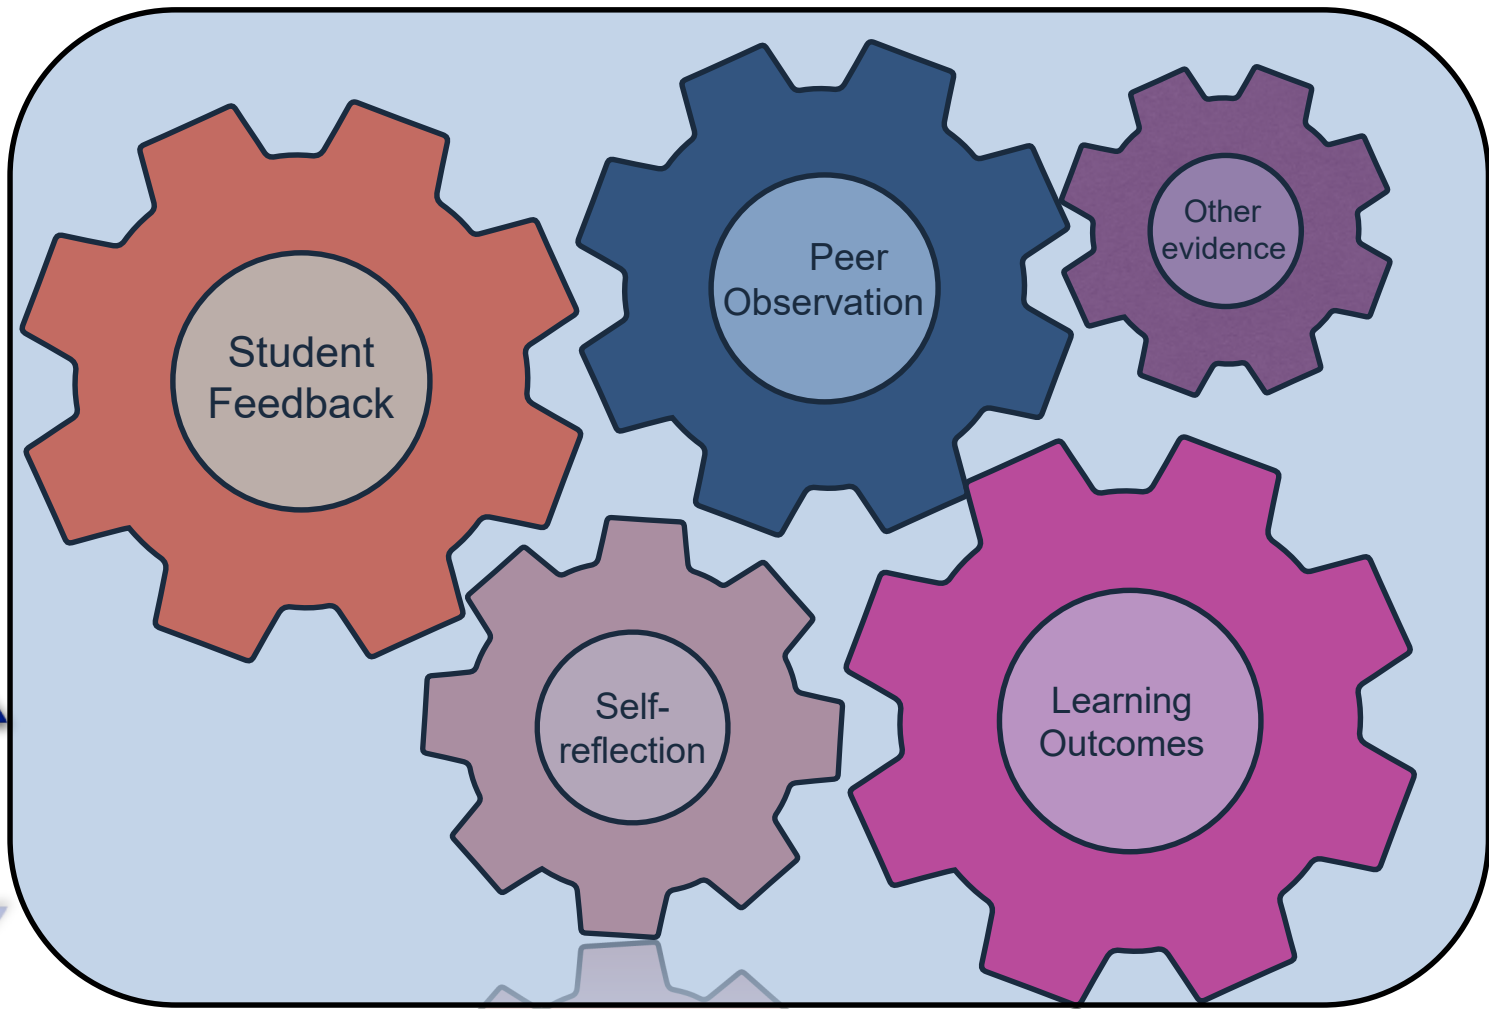 Student
Feedback
Peer
Observation
Other
evidence
Self-
reflection
Learning
Outcomes